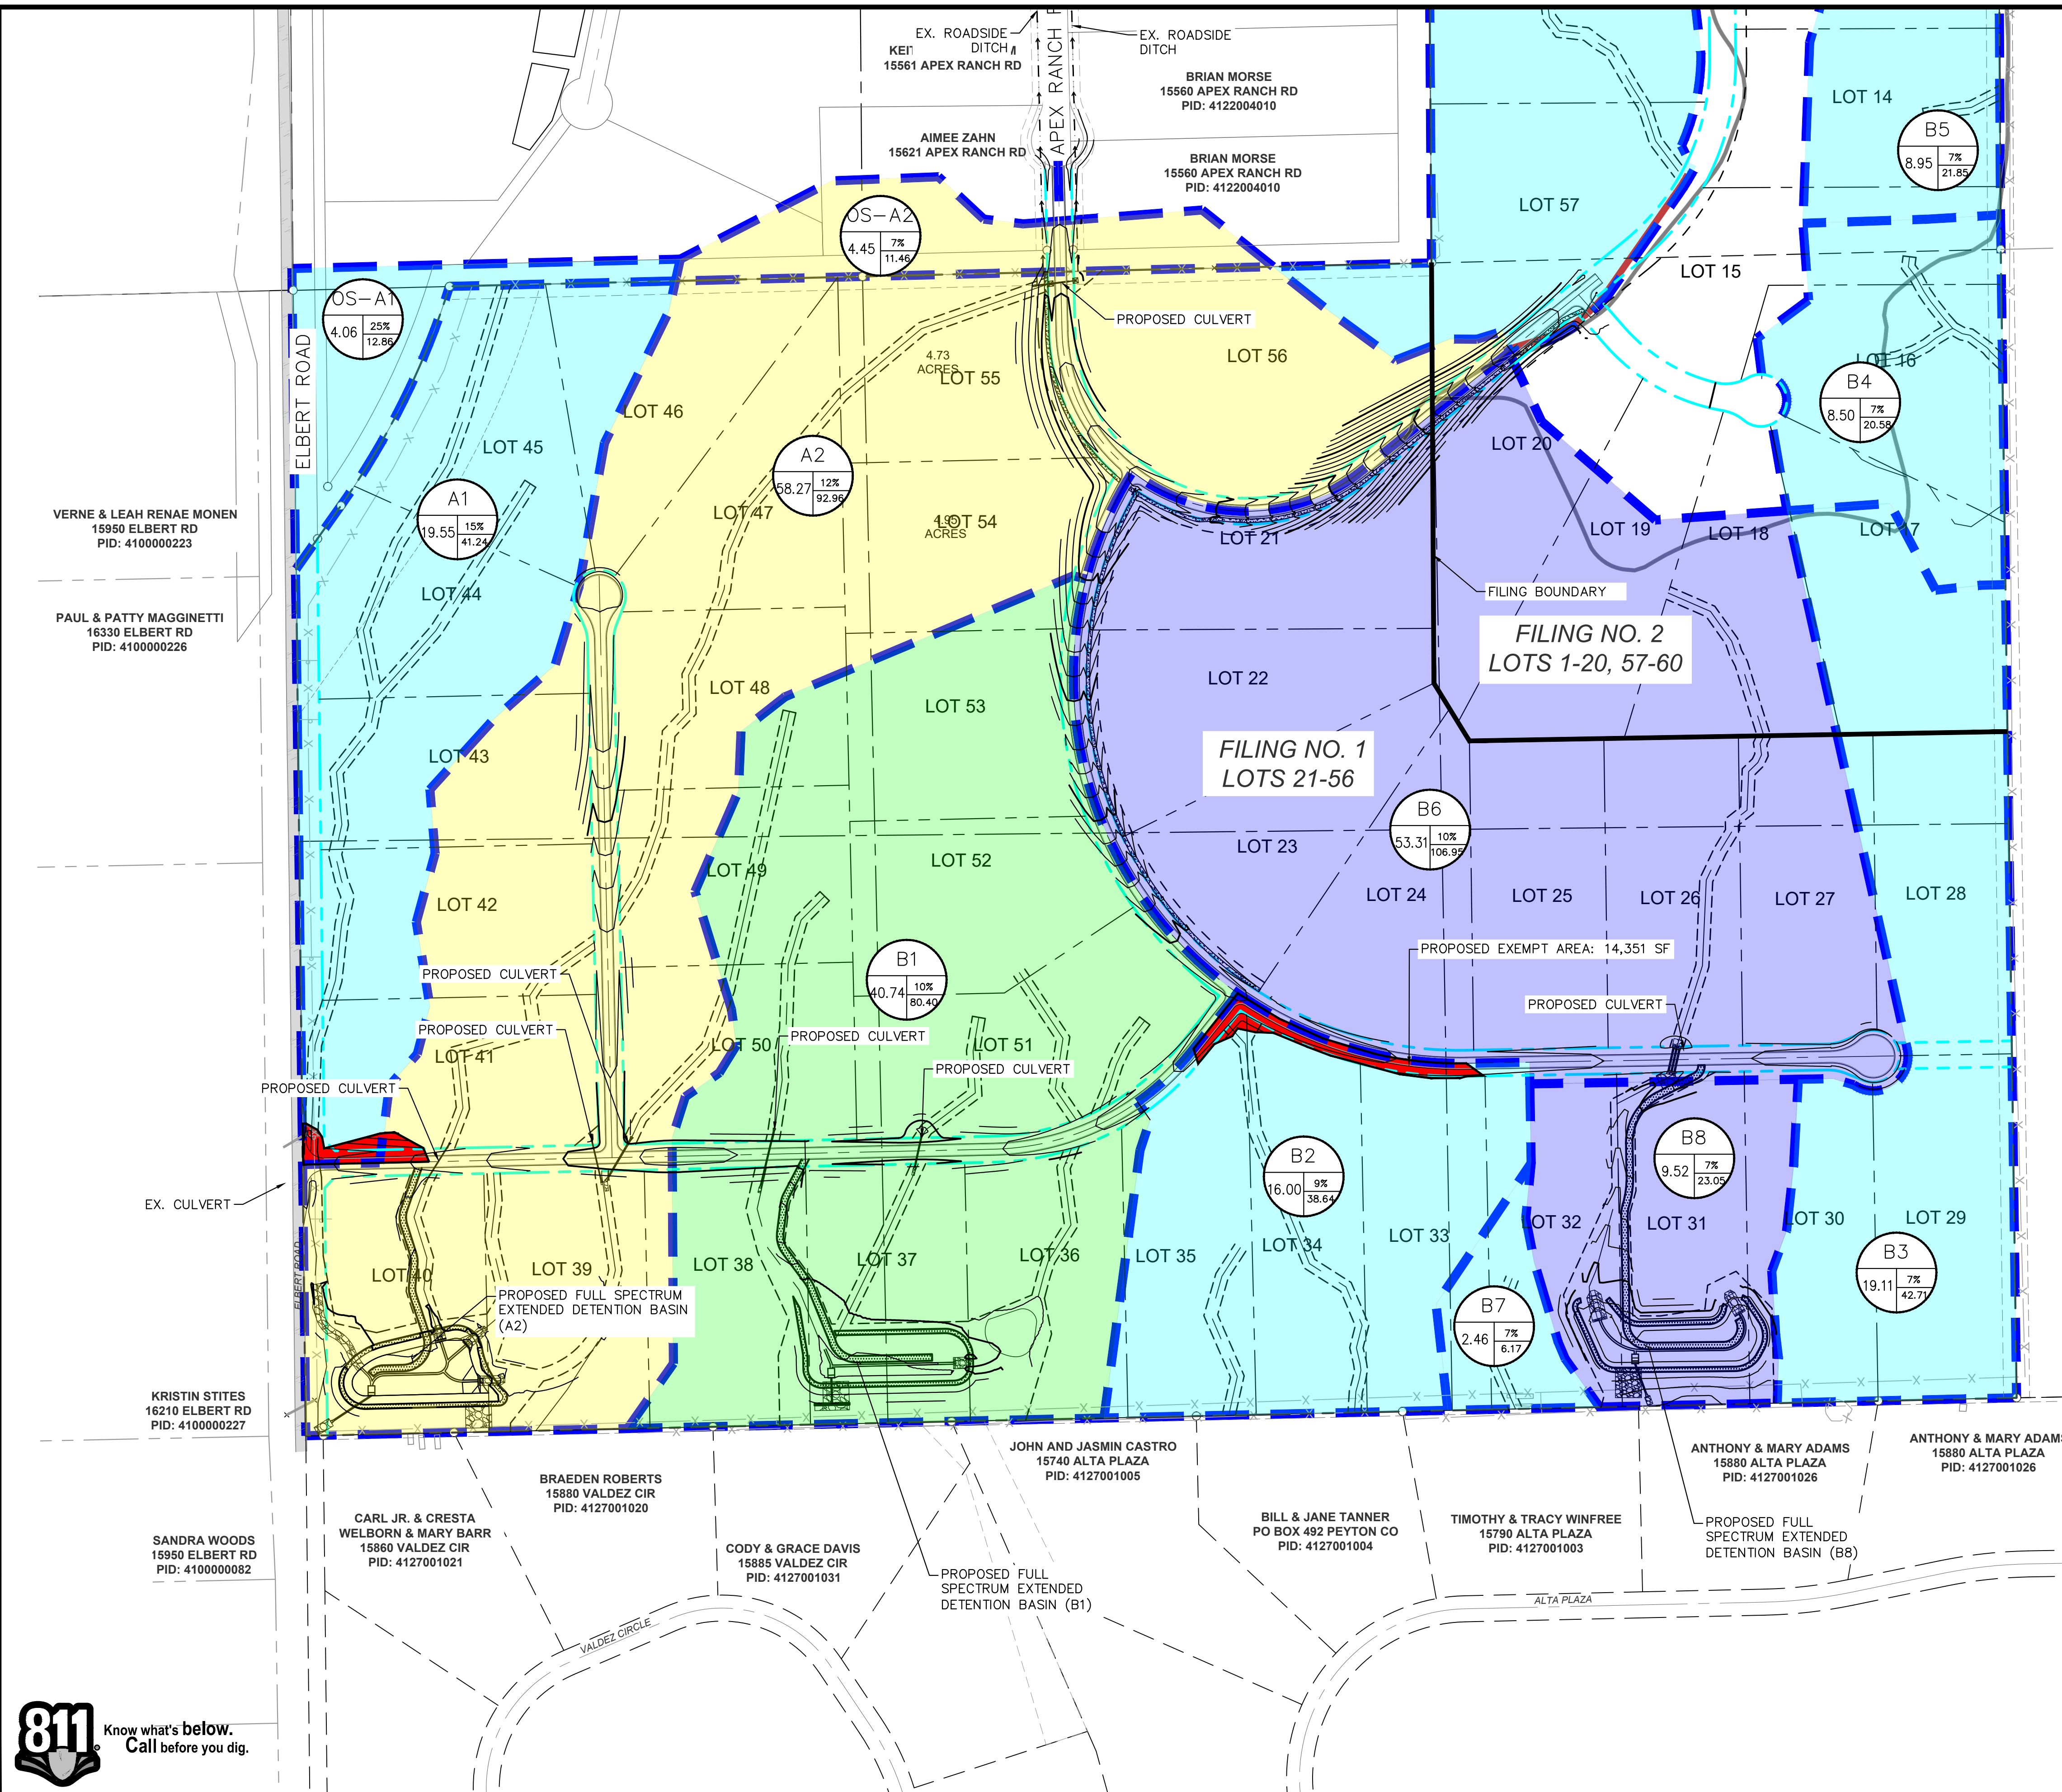 EX. ROADSIDE
DITCH
EX. ROADSIDE
DITCH
APEX RANCH
15561 APEX RANCH RD
BRIAN MORSE
15560 APEX RANCH RD
PID: 4122004010
AIMEE ZAHN
15621 APEX RANCH RD
BRIAN MORSE
15560 APEX RANCH RD
PID: 4122004010
LOT 14
B5
8.95 7%
21.85
LOT 57
OS-A2
4.45 7%
11.46
LOT 15
OS-A1
4.06 25%
12.86
PROPOSED CULVERT
ELBERT ROAD
4.73
ACRES
LOT 55
LOT 56
LOT 16
B4
8.50 7%
20.58
LOT 46
LOT 45
LOT 20
A2
58.27 12%
92.96
A1
19.55 15%
41.24
LOT 47
ACRES
LOT 54
LOT 21
LOT 19
LOT 18
LOT 17
VERNE & LEAH RENAE MONEN
15950 ELBERT RD
PID: 4100000223
LOT 44
FILING BOUNDARY
PAUL & PATTY MAGGINETTI
16330 ELBERT RD
PID: 4100000226
FILING NO. 2
LOTS 1-20, 57-60
LOT 22
LOT 48
LOT 53
LOT 43
FILING NO. 1
LOTS 21-56
B6
53.31 10%
106.95
LOT 23
LOT 52
LOT 49
LOT 42
LOT 24
LOT 25
LOT 26
LOT 27
LOT 28
B1
40.74 10%
80.40
PROPOSED EXEMPT AREA: 14,351 SF
PROPOSED CULVERT
PROPOSED CULVERT
PROPOSED CULVERT
PROPOSED CULVERT
LOT 41
LOT 50
LOT 51
PROPOSED CULVERT
PROPOSED CULVERT
EX. CULVERT
B2
16.00 9%
38.64
B8
9.52 7%
23.05
LOT 40
LOT 39
LOT 38
LOT 37
LOT 36
LOT 35
LOT 34
LOT 33
LOT 32
LOT 31
LOT 30
LOT 29
B3
19.11 7%
42.71
B7
2.46 7%
6.17
ELBERT ROAD
PROPOSED FULL SPECTRUM
EXTENDED DETENTION BASIN
(A2)
KRISTIN STITES
16210 ELBERT RD
PID: 4100000227
JOHN AND JASMIN CASTRO
15740 ALTA PLAZA
PID: 4127001005
ANTHONY & MARY ADAMS
15880 ALTA PLAZA
PID: 4127001026
ANTHONY & MARY ADAMS
15880 ALTA PLAZA
PID: 4127001026
BRAEDEN ROBERTS
15880 VALDEZ CIR
PID: 4127001020
CARL JR. & CRESTA
WELBORN & MARY BARR
15860 VALDEZ CIR
PID: 4127001021
BILL & JANE TANNER
PO BOX 492 PEYTON CO
PID: 4127001004
TIMOTHY & TRACY WINFREE
15790 ALTA PLAZA
PID: 4127001003
PROPOSED FULL
SPECTRUM EXTENDED
DETENTION BASIN (B8)
SANDRA WOODS
15950 ELBERT RD
PID: 4100000082
CODY & GRACE DAVIS
15885 VALDEZ CIR
PID: 4127001031
PROPOSED FULL
SPECTRUM EXTENDED
DETENTION BASIN (B1)
ALTA PLAZA
VALDEZ CIRCLE
811
Know what's below.
Call before you dig.